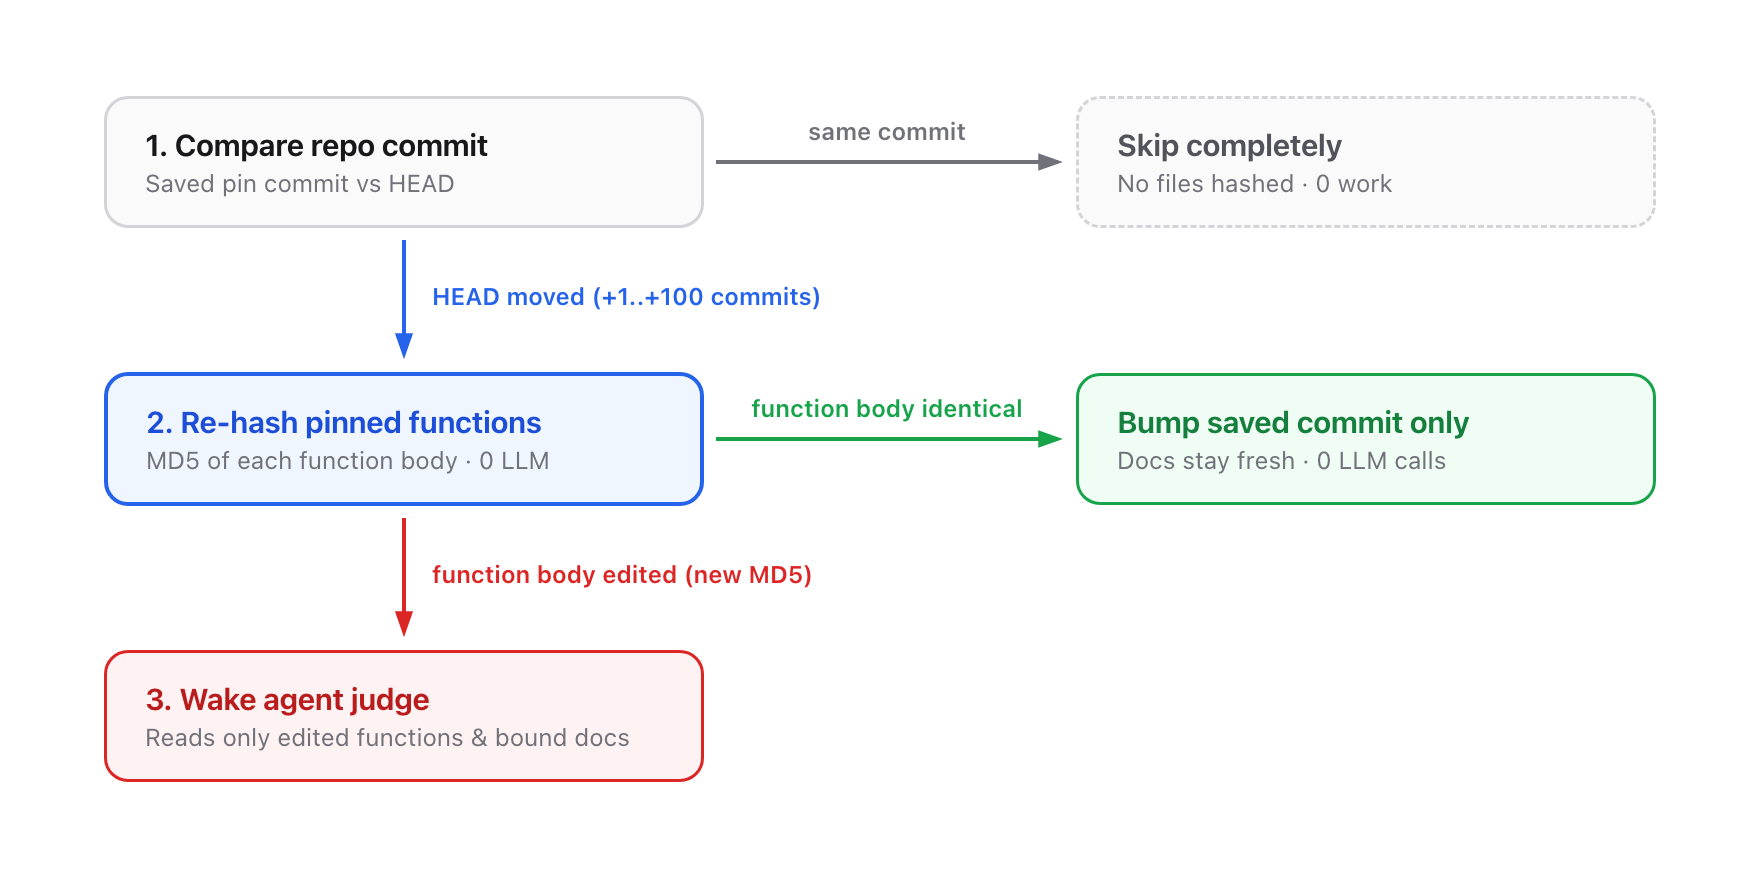 1. Compare repo commit
Saved pin commit vs HEAD
same commit
Skip completely
No files hashed · 0 work
HEAD moved (+1..+100 commits)
2. Re-hash pinned functions
MD5 of each function body · 0 LLM
function body identical
Bump saved commit only
Docs stay fresh · 0 LLM calls
function body edited (new MD5)
3. Wake agent judge
Reads only edited functions & bound docs